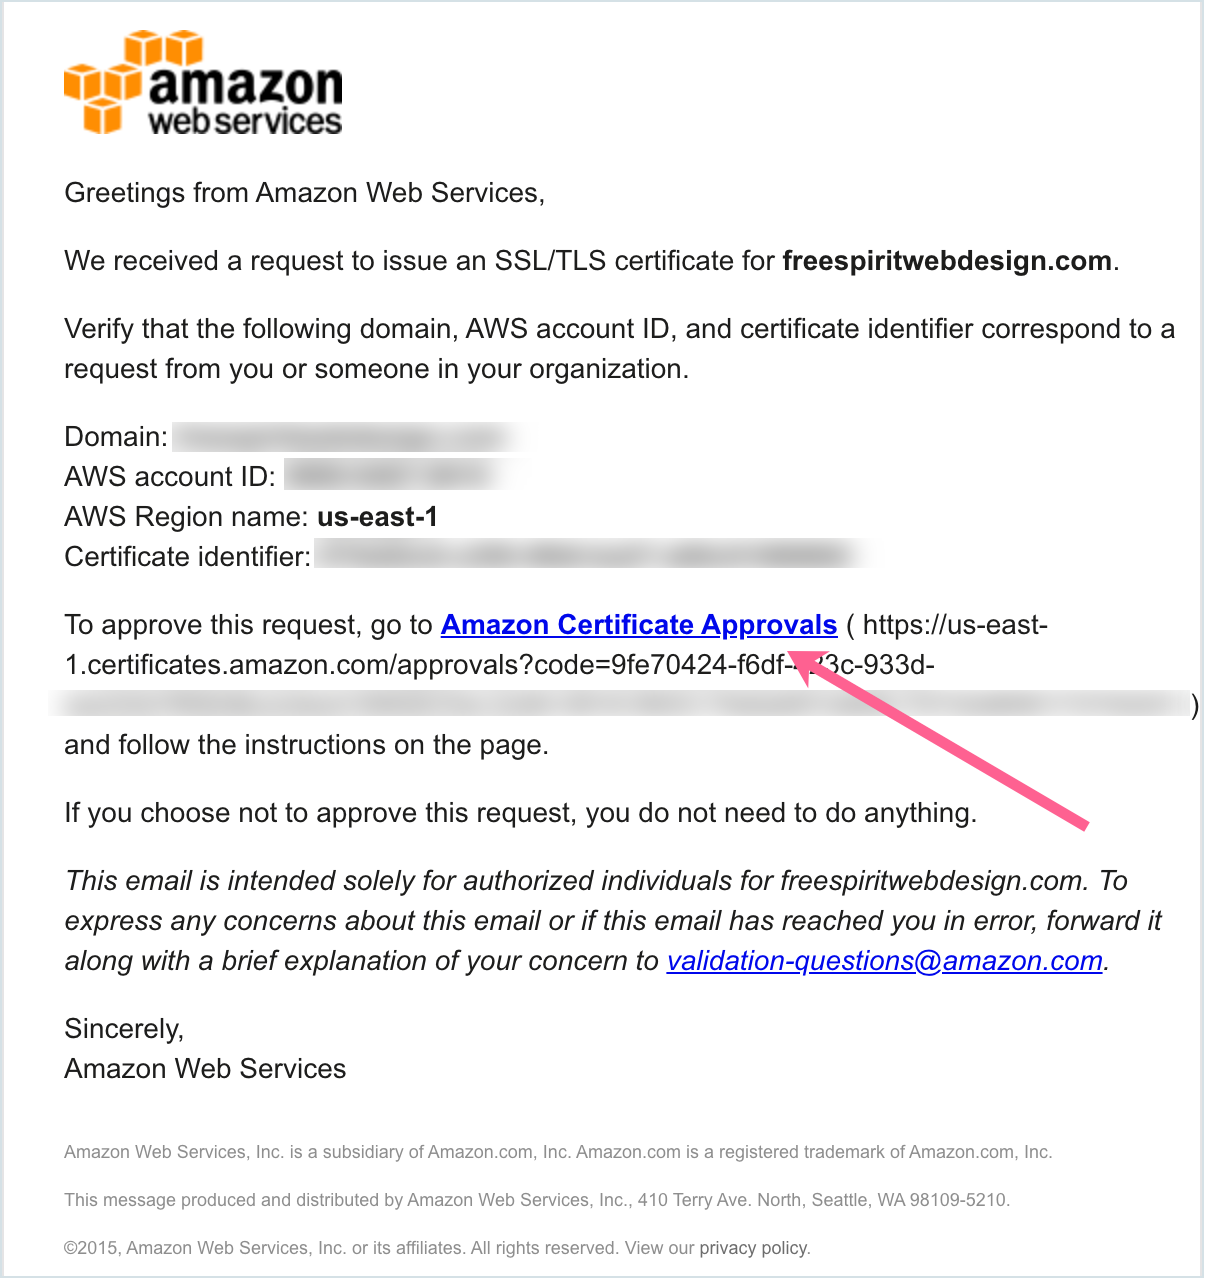 amazon
web services
Greetings from Amazon Web Services,
We received a request to issue an SSL/TLS certificate for freespiritwebdesign.com.
Verify that the following domain, AWS account ID, and certificate identifier correspond to a
request from you or someone in your organization.
Domain:
AWS account ID:
AWS Region name: us-east-1
Certificate identifier:
To approve this request, go to Amazon Certificate Approvals ( https://us-east-
1.certificates.amazon.com/approvals?code=9fe70424-f6df-423c-933d-
)
and follow the instructions on the page.
If you choose not to approve this request, you do not need to do anything.
This email is intended solely for authorized individuals for freespiritwebdesign.com. To
express any concerns about this email or if this email has reached you in error, forward it
along with a brief explanation of your concern to validation-questions@amazon.com.
Sincerely,
Amazon Web Services
Amazon Web Services, Inc. is a subsidiary of Amazon.com, Inc. Amazon.com is a registered trademark of Amazon.com, Inc.
This message produced and distributed by Amazon Web Services, Inc., 410 Terry Ave. North, Seattle, WA 98109-5210.
©2015, Amazon Web Services, Inc. or its affiliates. All rights reserved. View our privacy policy.